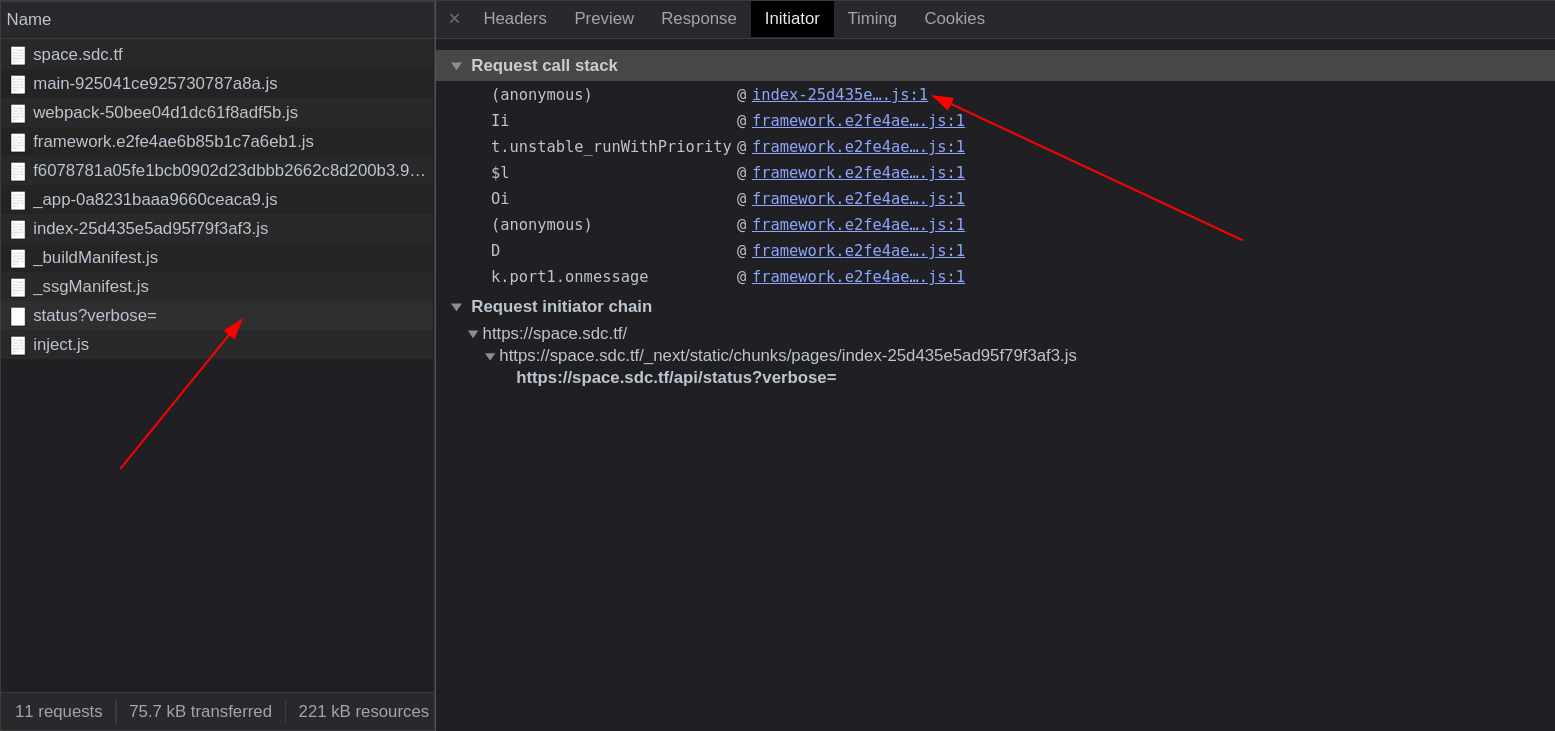 Name
space.sdc.tf
main-925041ce925730787a8a.js
webpack-50bee04d1dc61f8adf5b.js
framework.e2fe4ae6b85b1c7a6eb1.js
f6078781a05fe1bcb0902d23dbbb2662c8d200b3.9…
_app-0a8231baaa9660ceaca9.js
index-25d435e5ad95f79f3af3.js
_buildManifest.js
_ssgManifest.js
status?verbose=
inject.js
11 requests 75.7 kB transferred 221 kB resources
× Headers Preview Response Initiator Timing Cookies
Request call stack
(anonymous) @ index-25d435e….js:1
Ii @ framework.e2fe4ae….js:1
t.unstable_runWithPriority @ framework.e2fe4ae….js:1
$l @ framework.e2fe4ae….js:1
Oi @ framework.e2fe4ae….js:1
(anonymous) @ framework.e2fe4ae….js:1
D @ framework.e2fe4ae….js:1
k.port1.onmessage @ framework.e2fe4ae….js:1
Request initiator chain
https://space.sdc.tf/
https://space.sdc.tf/_next/static/chunks/pages/index-25d435e5ad95f79f3af3.js
https://space.sdc.tf/api/status?verbose=